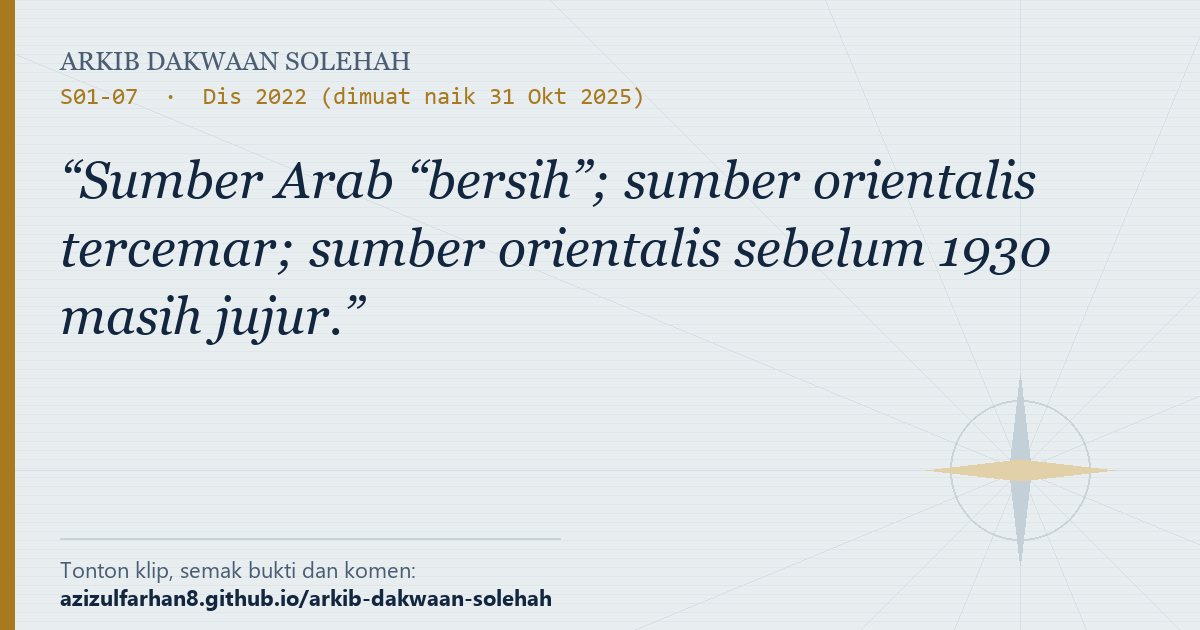 ARKIB DAKWAAN SOLEHAH
S01-07 · Dis 2022 (dimuat naik 31 Okt 2025)
“Sumber Arab “bersih”; sumber orientalis
tercemar; sumber orientalis sebelum 1930
masih jujur.”
Tonton klip, semak bukti dan komen:
azizulfarhan8.github.io/arkib-dakwaan-solehah